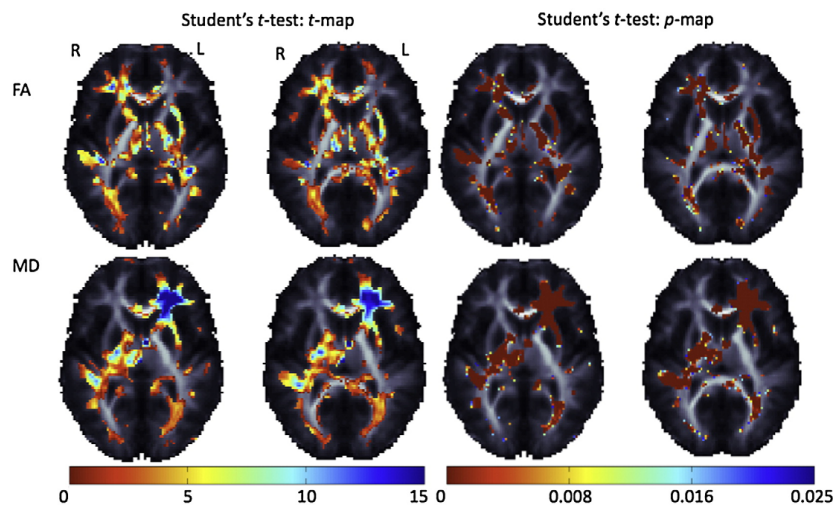 Student's t-test: t-map
Student's t-test: p-map
R
L
R
L
FA
MD
0
5
10
15
0
0.008
0.016
0.025